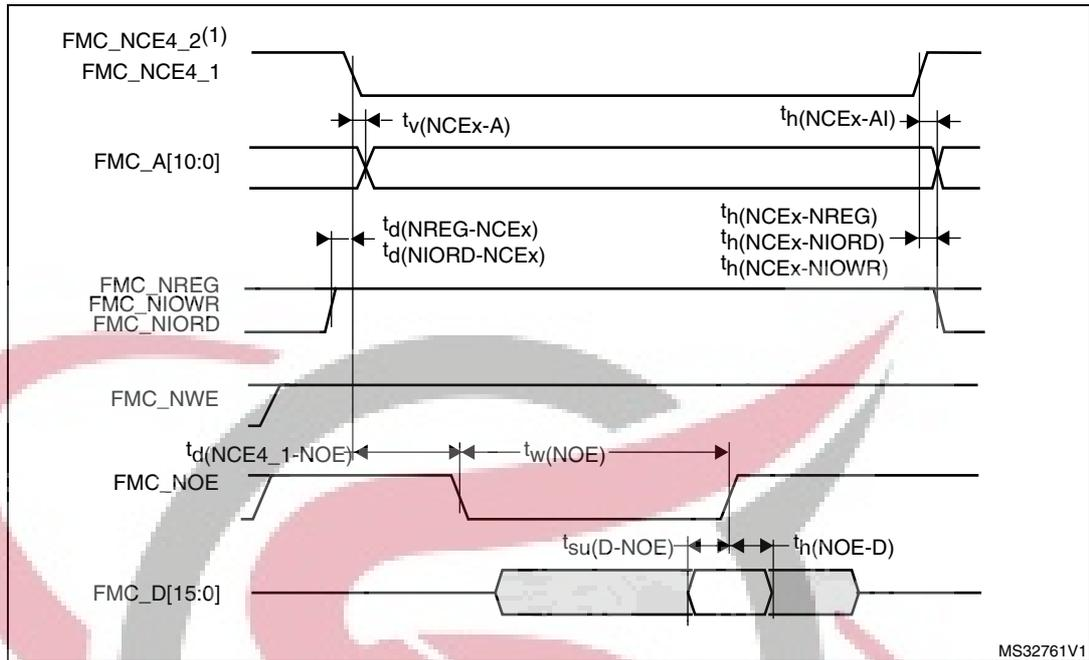 FMC_NCE4_2(1)
FMC_NCE4_1
tv(NCEx-A)
th(NCEx-AI)
FMC_A[10:0]
td(NREG-NCEx)
td(NIORD-NCEx)
th(NCEx-NREG)
th(NCEx-NIORD)
th(NCEx-NIOWR)
FMC_NREG
FMC_NIOWR
FMC_NIORD
FMC_NWE
td(NCE4_1-NOE)
tw(NOE)
FMC_NOE
tsu(D-NOE)
th(NOE-D)
FMC_D[15:0]
MS32761V1